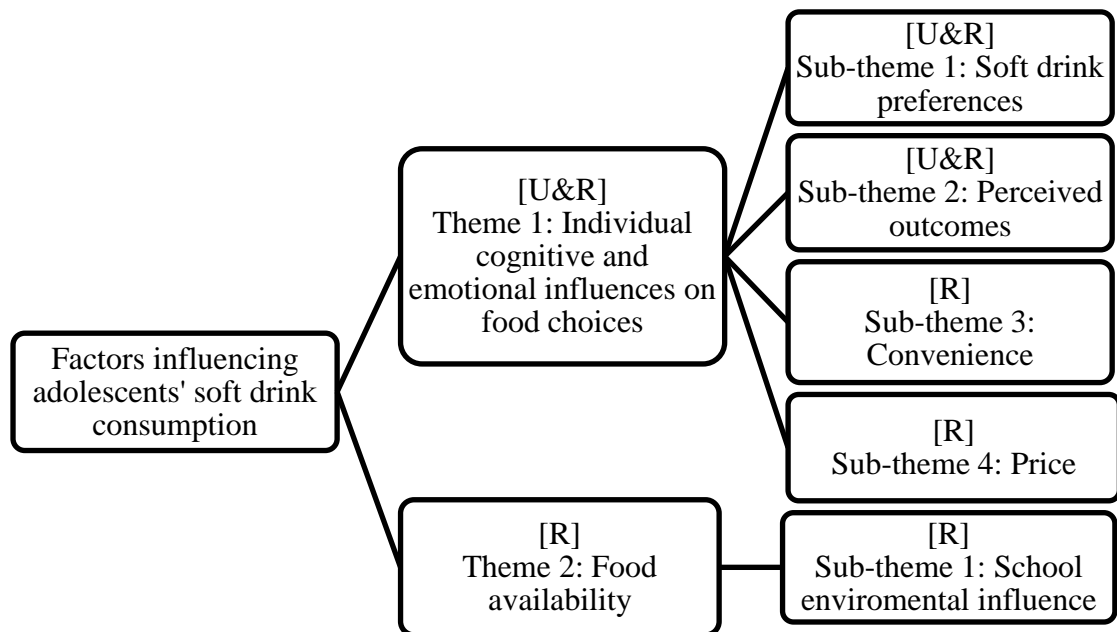 Factors influencing
adolescents' soft drink
consumption
[U&R]
Theme 1: Individual
cognitive and
emotional influences on
food choices
[U&R]
Sub-theme 1: Soft drink
preferences
[U&R]
Sub-theme 2: Perceived
outcomes
[R]
Sub-theme 3:
Convenience
[R]
Sub-theme 4: Price
[R]
Theme 2: Food
availability
[R]
Sub-theme 1: School
enviromental influence